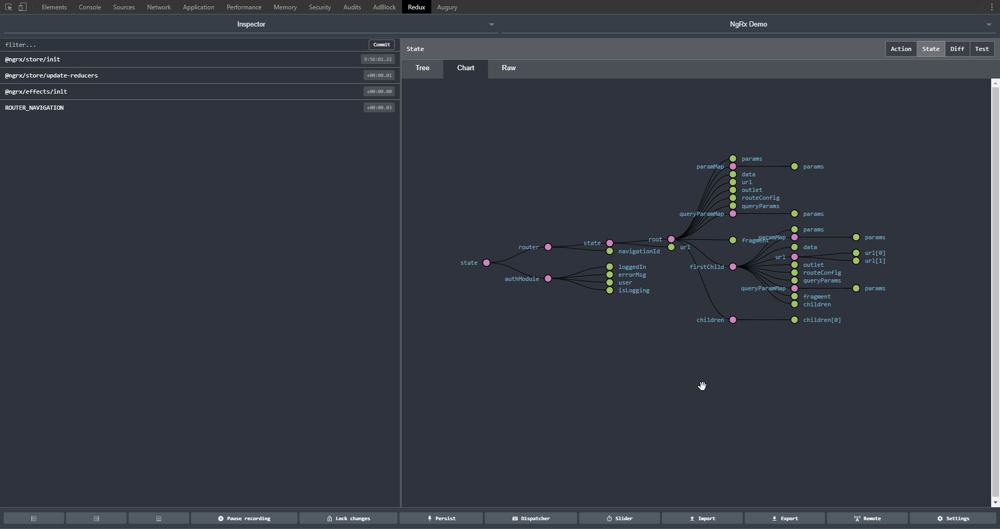 Elements Console Sources Network Application Performance Memory Security Audits AdBlock Redux Augury
Inspector NgRx Demo
filter... Commit
@ngrx/store/init 9:56:01.22
@ngrx/store/update-reducers +00:00.01
@ngrx/effects/init +00:00.00
ROUTER_NAVIGATION +00:00.03
State Action State Diff Test
Tree Chart Raw
params
paramMap params
data
url
outlet
routeConfig
queryParams
queryParamMap params
params
paramMap params
root fragment
state
router url data
navigationId
url url[0]
url[1]
state
outlet
loggedIn firstChild
routeConfig
errorMsg
authModule queryParams
user
queryParamMap params
isLogging
fragment
children
children children[0]
Pause recording Lock changes Persist Dispatcher Slider Import Export Remote Settings